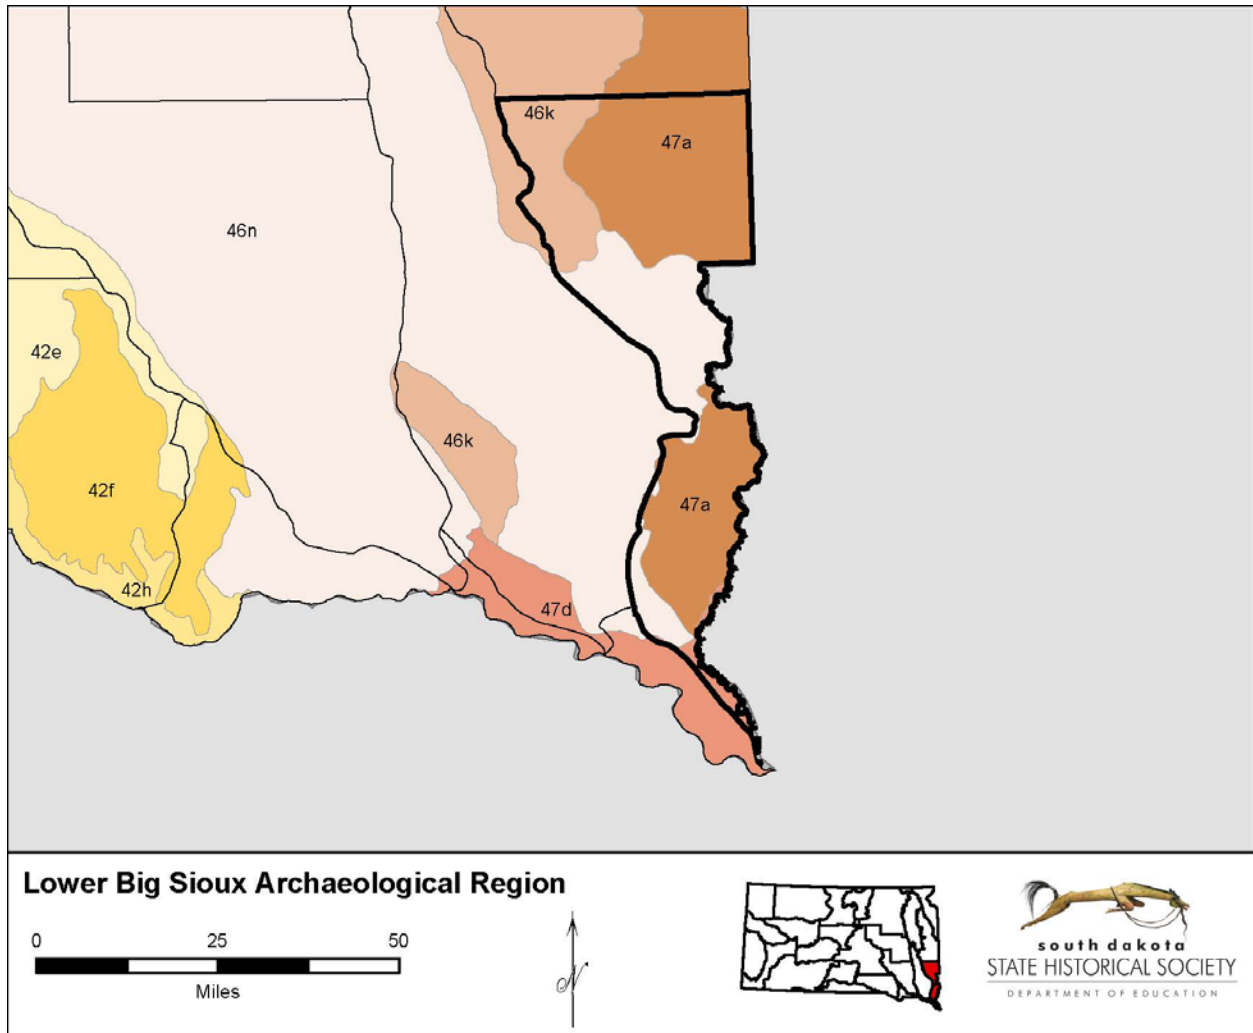 46k
47a
46n
42e
46k
42f
47a
42h
47d
Lower Big Sioux Archaeological Region
0 25 50
Miles
N
south dakota
STATE HISTORICAL SOCIETY
DEPARTMENT OF EDUCATION